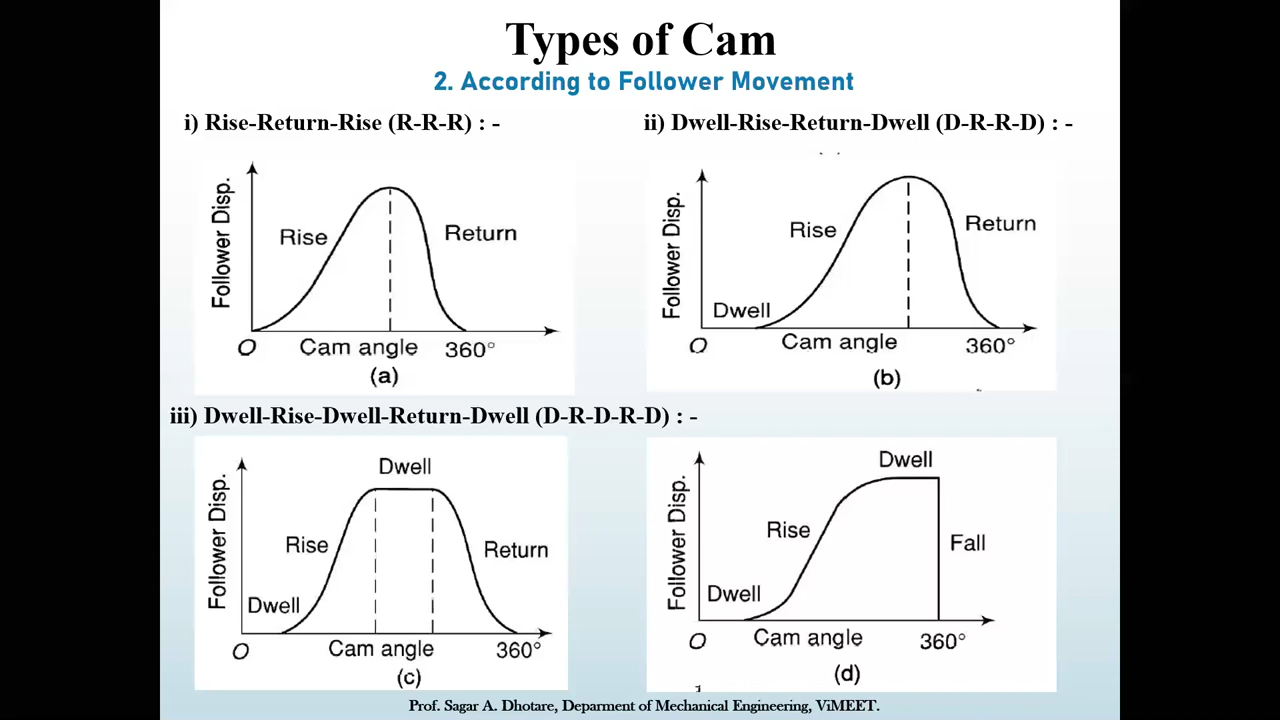 Types of Cam
2. According to Follower Movement
i) Rise-Return-Rise (R-R-R) : -
ii) Dwell-Rise-Return-Dwell (D-R-R-D) : -
Follower Disp.
Rise
Return
O
Cam angle
360°
(a)
Follower Disp.
Rise
Return
Dwell
O
Cam angle
360°
(b)
iii) Dwell-Rise-Dwell-Return-Dwell (D-R-D-R-D) : -
Follower Disp.
Dwell
Rise
Return
Dwell
O
Cam angle
360°
(c)
Follower Disp.
Dwell
Rise
Fall
Dwell
O
Cam angle
360°
(d)
Prof. Sagar A. Dhotare, Deparment of Mechanical Engineering, ViMEET.